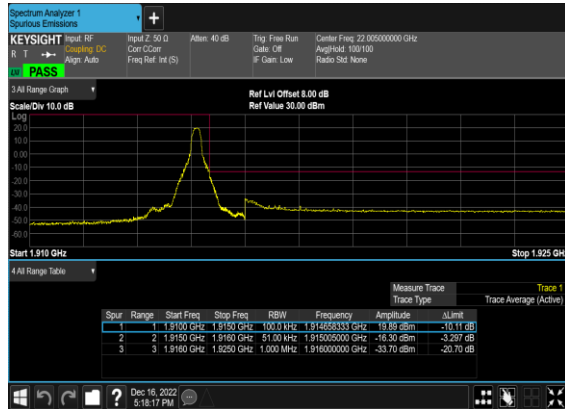 Spectrum Analyzer 1
Spurious Emissions
KEYSIGHT Input: RF Input Z: 50 Ω Atten: 40 dB Trig: Free Run Center Freq: 22.005000000 GHz
R T Coupling: DC Corr CCorr Gate: Off Avg|Hold: 100/100
Align: Auto Freq Ref: Int (S) IF Gain: Low Radio Std: None
PASS
3 All Range Graph
Ref Lvl Offset 8.00 dB
Scale/Div 10.0 dB Ref Value 30.00 dBm
Log
20.0
10.0
0.00
-10.0
-20.0
-30.0
-40.0
-50.0
-60.0
Start 1.910 GHz Stop 1.925 GH
4 All Range Table
Measure Trace Trace 1
Trace Type Trace Average (Active)
Spur Range Start Freq Stop Freq RBW Frequency Amplitude ΔLimit
1 1 1.9100 GHz 1.9150 GHz 100.0 kHz 1.914658333 GHz 19.89 dBm -10.11 dB
2 2 1.9150 GHz 1.9160 GHz 51.00 kHz 1.915005000 GHz -16.30 dBm -3.297 dB
3 3 1.9160 GHz 1.9250 GHz 1.000 MHz 1.916000000 GHz -33.70 dBm -20.70 dB
Dec 16, 2022
5:18:17 PM